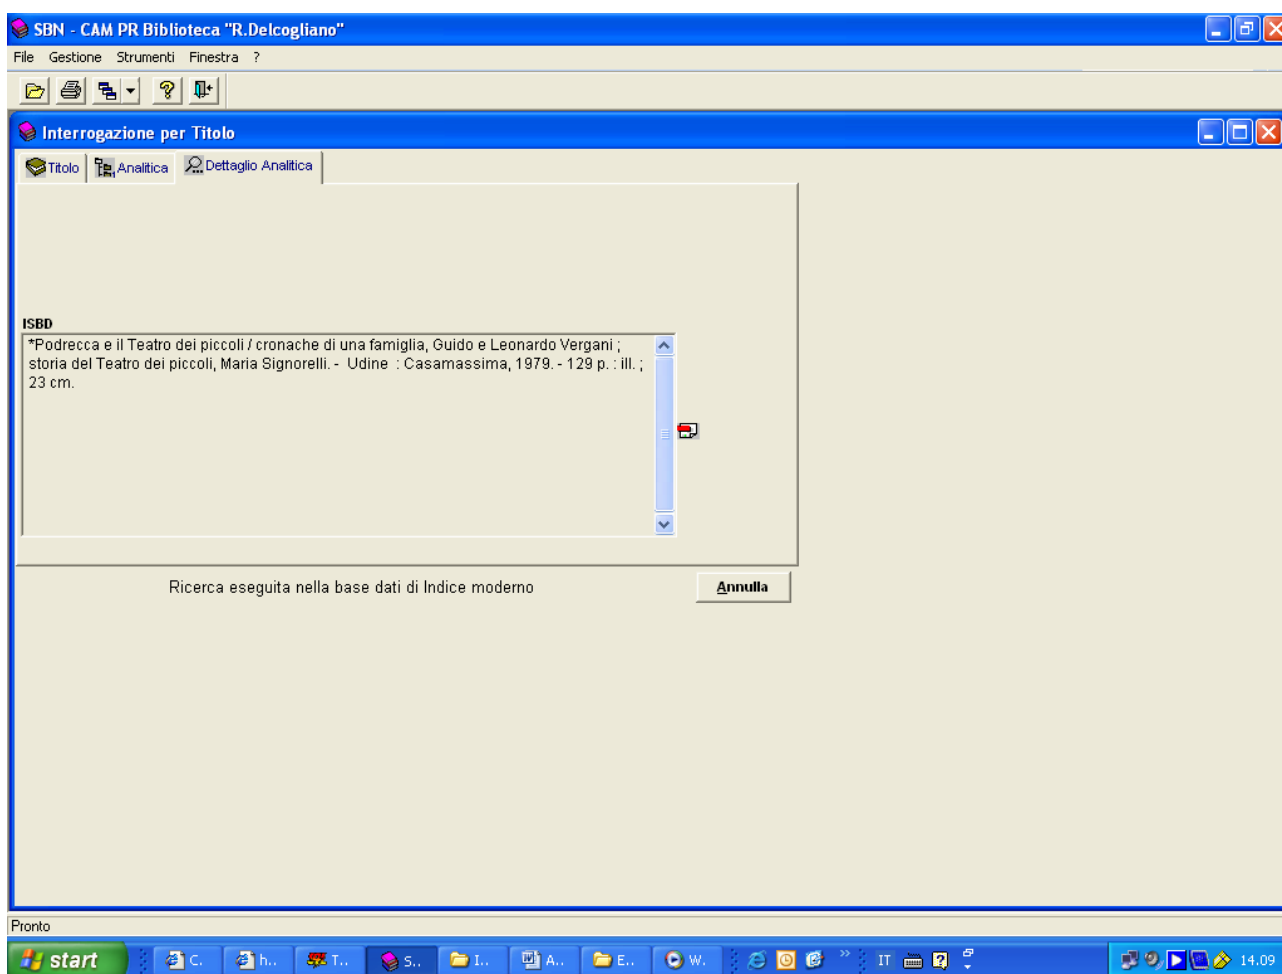 SBN - CAM PR Biblioteca "R.Delcogliano"
File Gestione Strumenti Finestra ?
Interrogazione per Titolo
Titolo Analitica Dettaglio Analitica
ISBD
*Podrecca e il Teatro dei piccoli / cronache di una famiglia, Guido e Leonardo Vergani ;
storia del Teatro dei piccoli, Maria Signorelli. - Udine : Casamassima, 1979. - 129 p. : ill. ;
23 cm.
Ricerca eseguita nella base dati di Indice moderno
Annulla
Pronto
start C. h.. T.. S.. I.. A.. E.. W. » IT 14.09